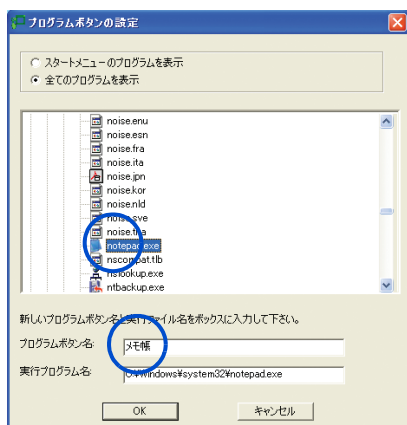 プログラムボタンの設定
スタートメニューのプログラムを表示
全てのプログラムを表示
noise.enu
noise.esn
noise.fra
noise.ita
noise.jpn
noise.kor
noise.nld
noise.sve
noise.tha
notepad.exe
nscompat.tlb
nslookup.exe
ntbackup.exe
新しいプログラムボタン名と実行ファイル名をボックスに入力して下さい。
プログラムボタン名:
メモ帳
実行プログラム名:
C:¥Windows¥system32¥notepad.exe
OK
キャンセル